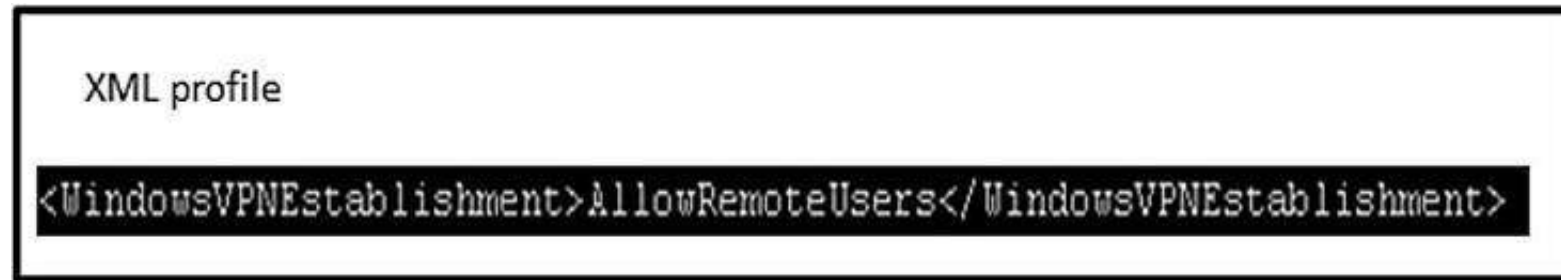 XML profile
<WindowsVPNEstablishment>AllowRemoteUsers</WindowsVPNEstablishment>